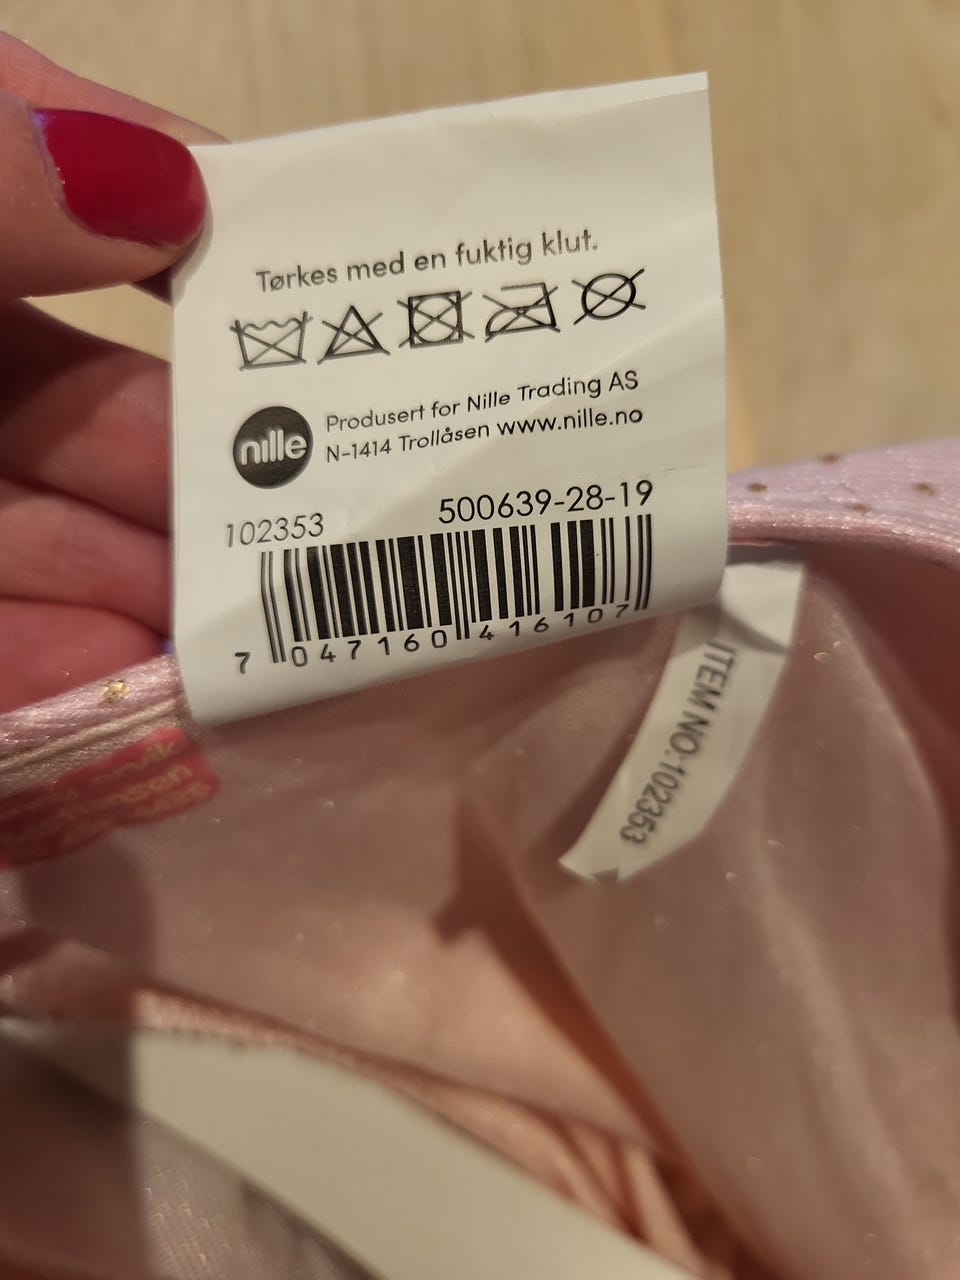 Tørkes med en fuktig klut.
nille
Produsert for Nille Trading AS
N-1414 Trollåsen www.nille.no
102353
500639-28-19
7 047160 416107
ITEM NO:102353